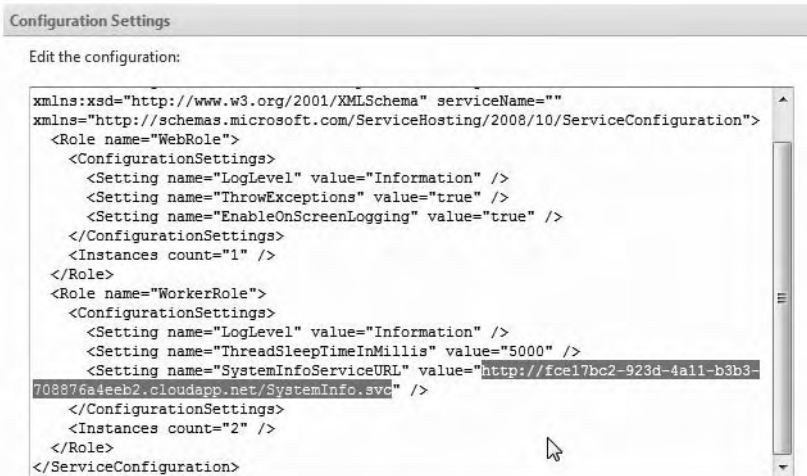 Configuration Settings
Edit the configuration:
xmlns:xsd="http://www.w3.org/2001/XMLSchema" serviceName=""
xmlns="http://schemas.microsoft.com/ServiceHosting/2008/10/ServiceConfiguration">
<Role name="WebRole">
<ConfigurationSettings>
<Setting name="LogLevel" value="Information" />
<Setting name="ThrowExceptions" value="true" />
<Setting name="EnableOnScreenLogging" value="true" />
</ConfigurationSettings>
<Instances count="1" />
</Role>
<Role name="WorkerRole">
<ConfigurationSettings>
<Setting name="LogLevel" value="Information" />
<Setting name="ThreadSleepTimeInMillis" value="5000" />
<Setting name="SystemInfoServiceURL" value="http://fce17bc2-923d-4a11-b3b3-
708876a4eeb2.cloudapp.net/SystemInfo.svc" />
</ConfigurationSettings>
<Instances count="2" />
</Role>
</ServiceConfiguration>